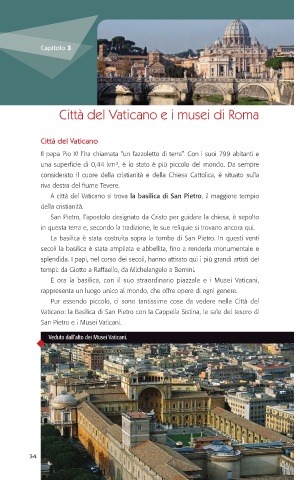 Capitolo 3
Città del Vaticano e i musei di Roma
Città del Vaticano
Il papa Pio XI l'ha chiamata "un fazzoletto di terra". Con i suoi 799 abitanti e
una superficie di 0,44 km², è lo stato è più piccolo del mondo. Da sempre
considerato il cuore della cristianità e della Chiesa Cattolica, è situato sulla
riva destra del fiume Tevere.
A città del Vaticano si trova la basilica di San Pietro, il maggiore tempio
della cristianità.
San Pietro, l'apostolo designato da Cristo per guidare la chiesa, è sepolto
in questa terra e, secondo la tradizione, le sue reliquie si trovano ancora qui.
La basilica è stata costruita sopra la tomba di San Pietro. In questi venti
secoli la basilica è stata ampliata e abbellita, fino a renderla monumentale e
splendida. I papi, nel corso dei secoli, hanno attirato qui i più grandi artisti dei
tempi: da Giotto a Raffaello, da Michelangelo a Bernini.
E ora la basilica, con il suo straordinario piazzale e i Musei Vaticani,
rappresenta un luogo unico al mondo, che offre opere di ogni genere.
Pur essendo piccolo, ci sono tantissime cose da vedere nella Città del
Vaticano: la Basilica di San Pietro con la Cappella Sistina, le sale del tesoro di
San Pietro e i Musei Vaticani.
Veduta dall'alto dei Musei Vaticani.
34